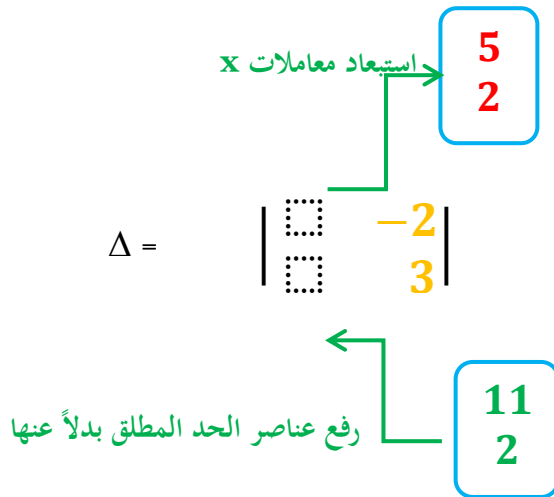 5
2
استبعاد معاملات x
Δ =
-2
3
11
2
رفع عناصر الحد المطلق بدلاً عنها